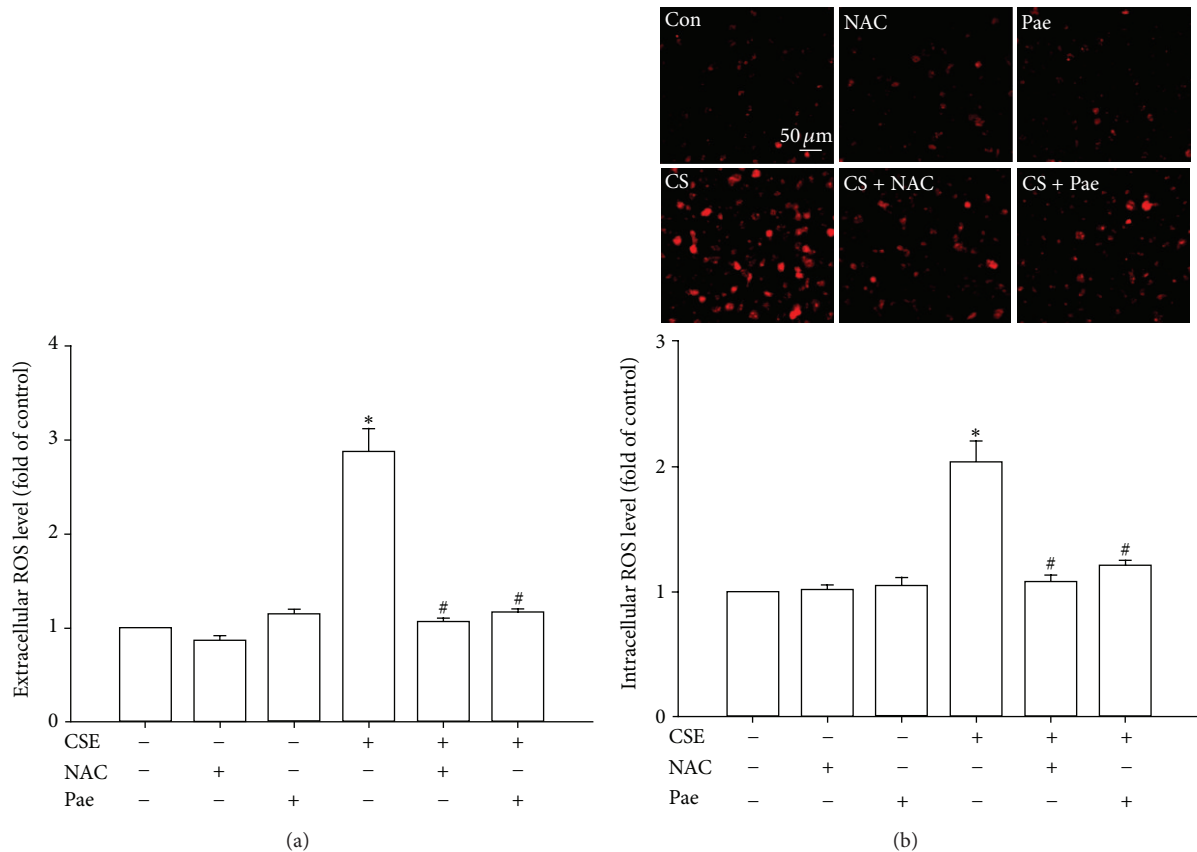 Con
NAC
Pae
50 μm
CS
CS + NAC
CS + Pae
Extracellular ROS level (fold of control)
4
3
2
1
0
*
#
#
CSE − − − + + +
NAC − + − − + −
Pae − − + − − +
(a)
Intracellular ROS level (fold of control)
3
2
1
0
*
#
#
CSE − − − + + +
NAC − + − − + −
Pae − − + − − +
(b)